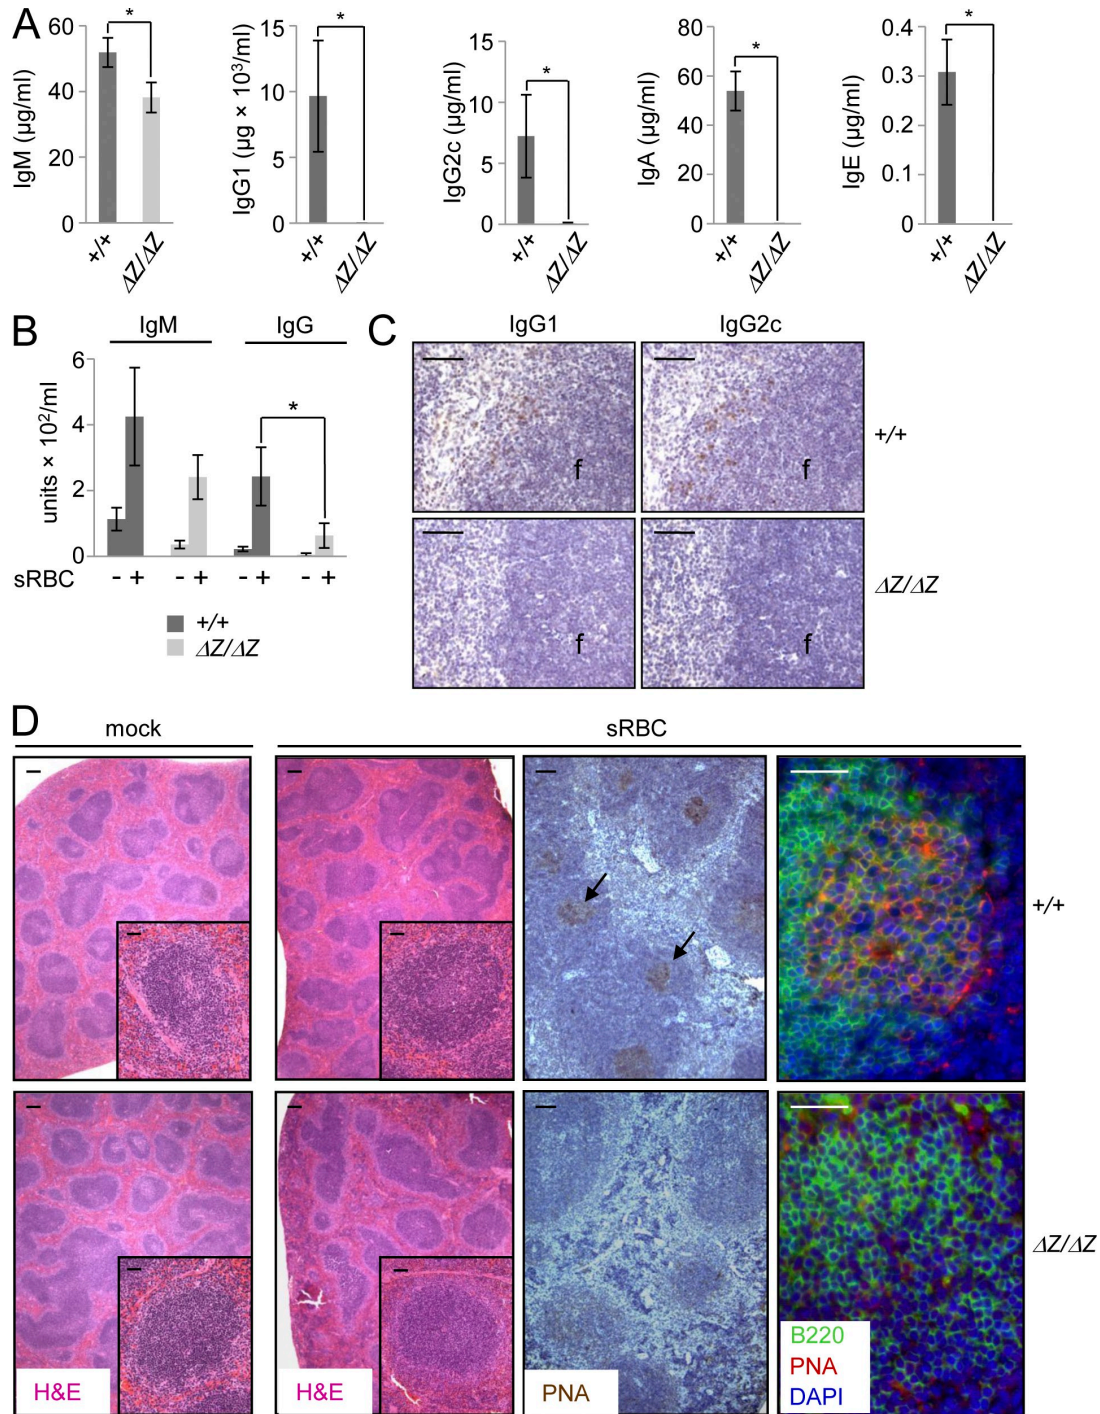 A
IgM (µg/ml)
60
40
20
0
*
+/+
ΔZ/ΔZ
IgG1 (µg × 10³/ml)
15
10
5
0
*
+/+
ΔZ/ΔZ
IgG2c (µg/ml)
15
10
5
0
*
+/+
ΔZ/ΔZ
IgA (µg/ml)
80
60
40
20
0
*
+/+
ΔZ/ΔZ
IgE (µg/ml)
0.4
0.3
0.2
0.1
0
*
+/+
ΔZ/ΔZ
B
IgM IgG
units × 10²/ml
6
4
2
0
*
sRBC - + - + - + - +
+/+
ΔZ/ΔZ
C
IgG1 IgG2c
f f +/+
f f ΔZ/ΔZ
D
mock sRBC
+/+
ΔZ/ΔZ
H&E H&E PNA
B220
PNA
DAPI